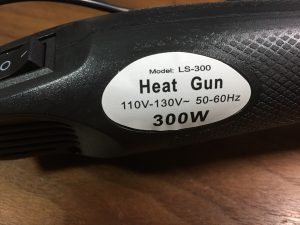 Model: LS-300
Heat Gun
110V-130V~ 50-60Hz
300W